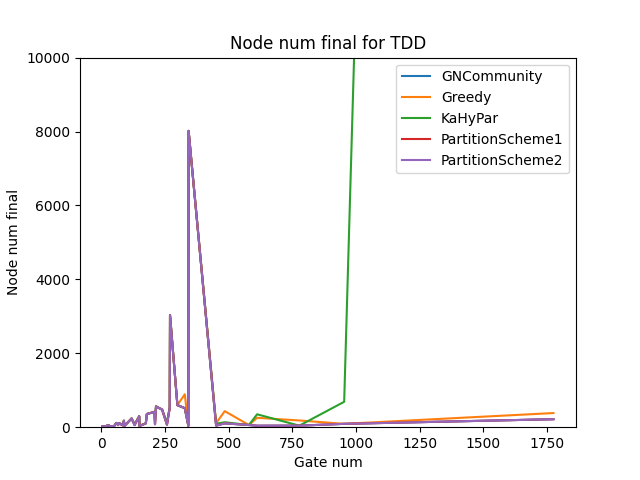 Node num final for TDD
10000
8000
6000
4000
2000
0
Node num final
GNCommunity
Greedy
KaHyPar
PartitionScheme1
PartitionScheme2
0 250 500 750 1000 1250 1500 1750
Gate num